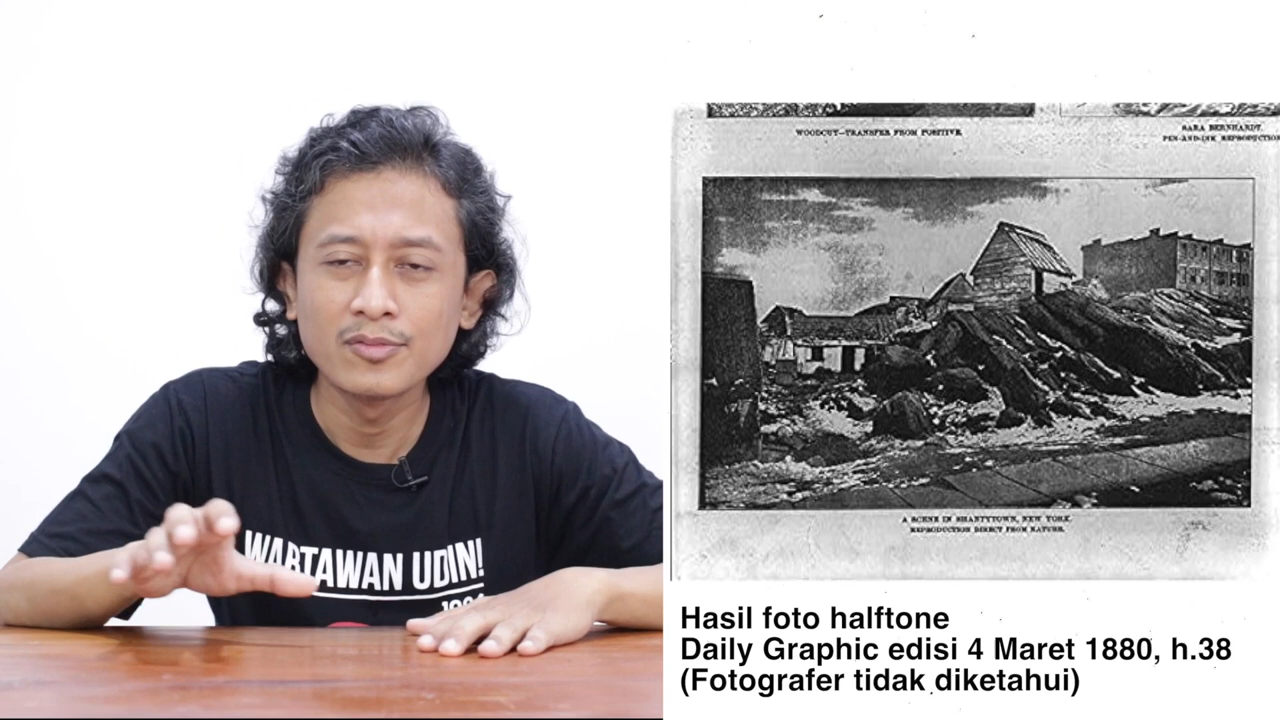 WARTAWAN UDIN!
WOODCUT—TRANSFER FROM POSITIVE.
SARA BERNHARDT.
PEN-AND-INK REPRODUCTION
A SCENE IN SHANTYTOWN, NEW YORK.
REPRODUCTION DIRECT FROM NATURE.
Hasil foto halftone
Daily Graphic edisi 4 Maret 1880, h.38
(Fotografer tidak diketahui)